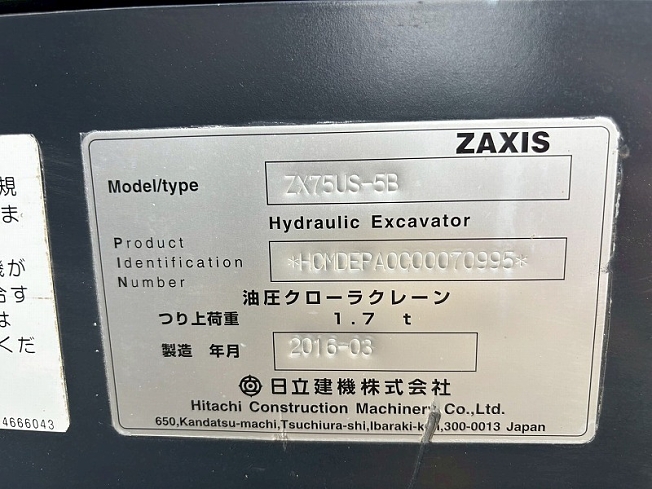 ZAXIS
Model/type ZX75US-5B
Hydraulic Excavator
Product
Identification *HCMDEPA0C00070995*
Number
油圧クローラクレーン
つり上荷重 1.7 t
製造 年月 2016-03
日立建機株式会社
Hitachi Construction Machinery Co.,Ltd.
650,Kandatsu-machi,Tsuchiura-shi,Ibaraki-ken,300-0013 Japan
規
ま
機が
合す
は
くだ
4666043